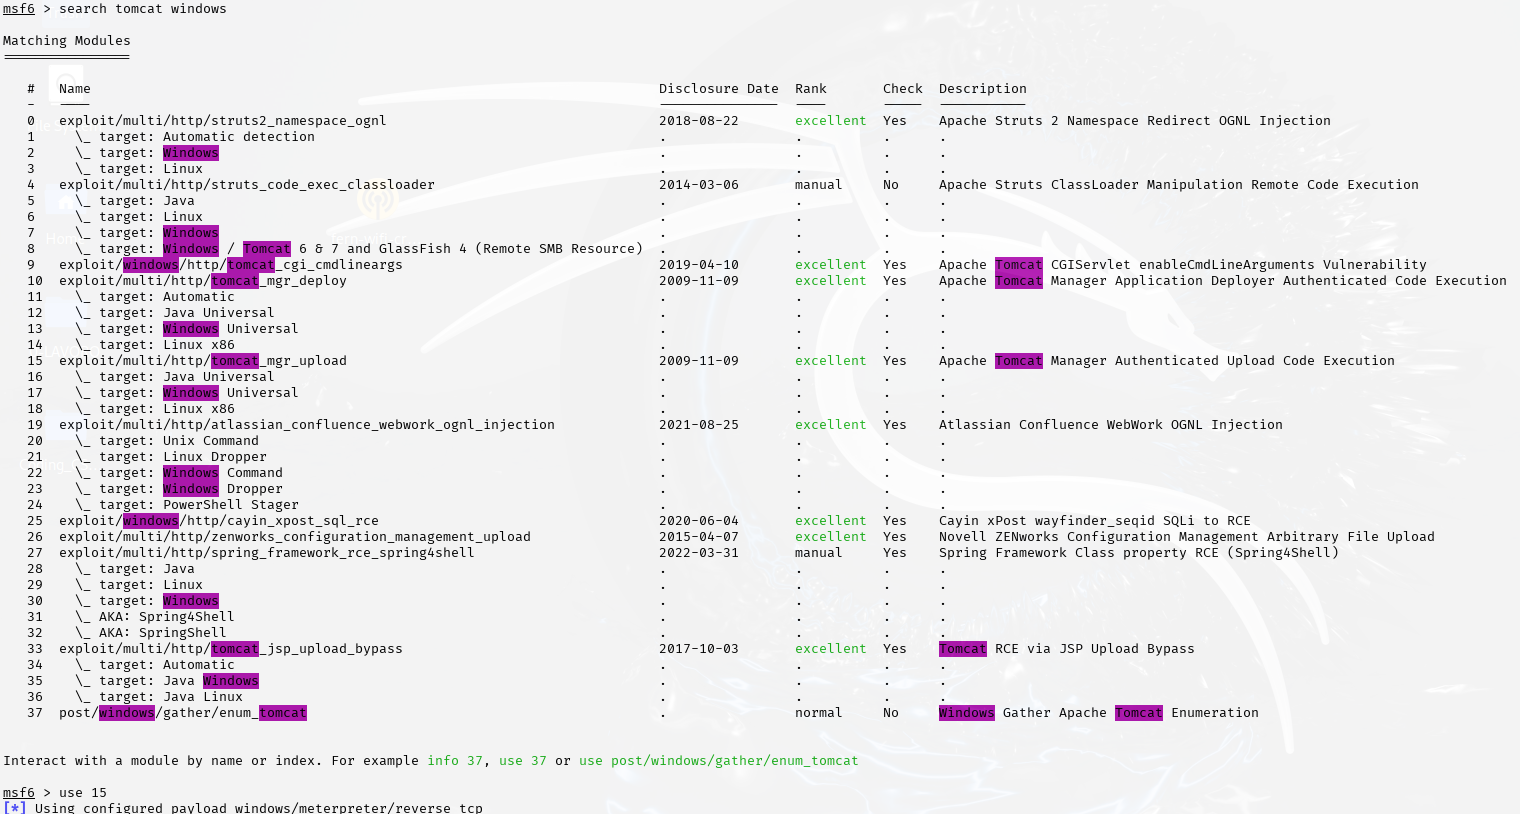 msf6 > search tomcat windows
Matching Modules
================
# Name Disclosure Date Rank Check Description
- ---- --------------- ---- ----- -----------
0 exploit/multi/http/struts2_namespace_ognl 2018-08-22 excellent Yes Apache Struts 2 Namespace Redirect OGNL Injection
1 \_ target: Automatic detection . . . .
2 \_ target: Windows . . . .
3 \_ target: Linux . . . .
4 exploit/multi/http/struts_code_exec_classloader 2014-03-06 manual No Apache Struts ClassLoader Manipulation Remote Code Execution
5 \_ target: Java . . . .
6 \_ target: Linux . . . .
7 \_ target: Windows . . . .
8 \_ target: Windows / Tomcat 6 & 7 and GlassFish 4 (Remote SMB Resource) . . . .
9 exploit/windows/http/tomcat_cgi_cmdlineargs 2019-04-10 excellent Yes Apache Tomcat CGIServlet enableCmdLineArguments Vulnerability
10 exploit/multi/http/tomcat_mgr_deploy 2009-11-09 excellent Yes Apache Tomcat Manager Application Deployer Authenticated Code Execution
11 \_ target: Automatic . . . .
12 \_ target: Java Universal . . . .
13 \_ target: Windows Universal . . . .
14 \_ target: Linux x86 . . . .
15 exploit/multi/http/tomcat_mgr_upload 2009-11-09 excellent Yes Apache Tomcat Manager Authenticated Upload Code Execution
16 \_ target: Java Universal . . . .
17 \_ target: Windows Universal . . . .
18 \_ target: Linux x86 . . . .
19 exploit/multi/http/atlassian_confluence_webwork_ognl_injection 2021-08-25 excellent Yes Atlassian Confluence WebWork OGNL Injection
20 \_ target: Unix Command . . . .
21 \_ target: Linux Dropper . . . .
22 \_ target: Windows Command . . . .
23 \_ target: Windows Dropper . . . .
24 \_ target: PowerShell Stager . . . .
25 exploit/windows/http/cayin_xpost_sql_rce 2020-06-04 excellent Yes Cayin xPost wayfinder_seqid SQLi to RCE
26 exploit/multi/http/zenworks_configuration_management_upload 2015-04-07 excellent Yes Novell ZENworks Configuration Management Arbitrary File Upload
27 exploit/multi/http/spring_framework_rce_spring4shell 2022-03-31 manual Yes Spring Framework Class property RCE (Spring4Shell)
28 \_ target: Java . . . .
29 \_ target: Linux . . . .
30 \_ target: Windows . . . .
31 \_ AKA: Spring4Shell . . . .
32 \_ AKA: SpringShell . . . .
33 exploit/multi/http/tomcat_jsp_upload_bypass 2017-10-03 excellent Yes Tomcat RCE via JSP Upload Bypass
34 \_ target: Automatic . . . .
35 \_ target: Java Windows . . . .
36 \_ target: Java Linux . . . .
37 post/windows/gather/enum_tomcat . normal No Windows Gather Apache Tomcat Enumeration
Interact with a module by name or index. For example info 37, use 37 or use post/windows/gather/enum_tomcat
msf6 > use 15
[*] Using configured payload windows/meterpreter/reverse_tcp